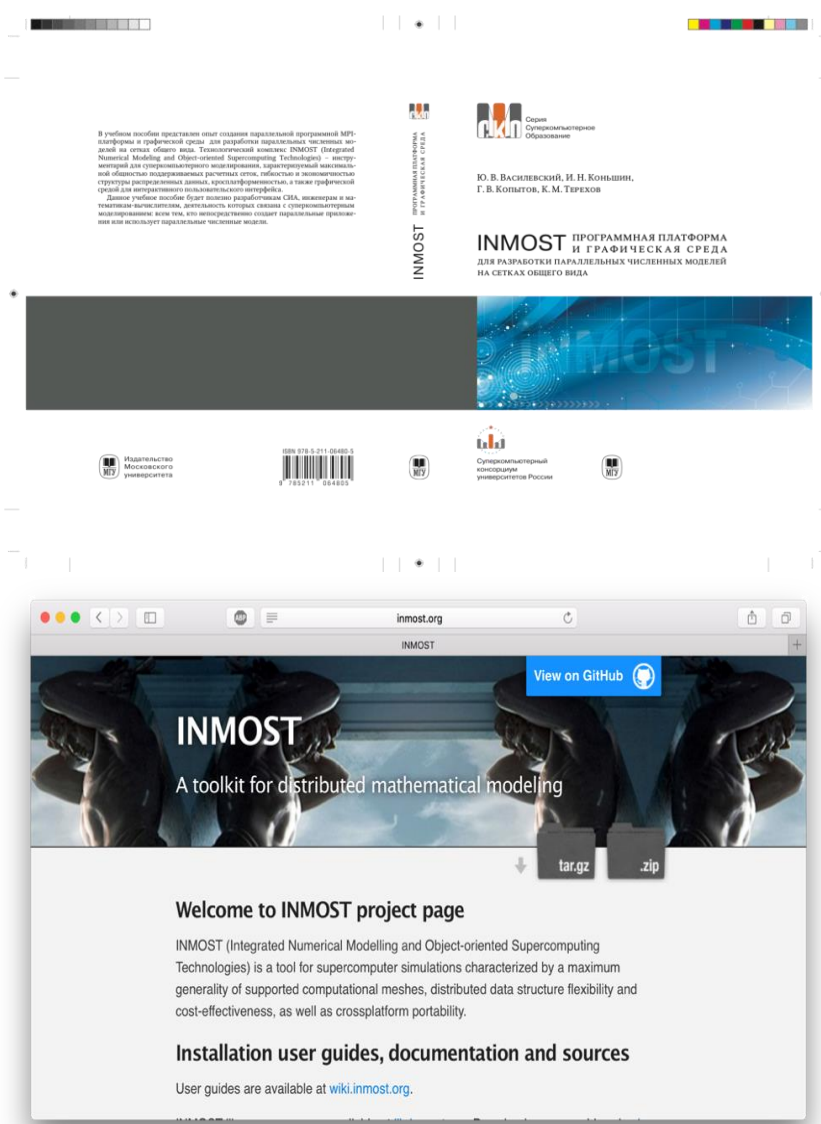 В учебном пособии представлен опыт создания параллельной программной MPI-
платформы и графической среды для разработки параллельных численных мо-
делей на сетках общего вида. Технологический комплекс INMOST (Integrated
Numerical Modeling and Object-oriented Supercomputing Technologies) – инстру-
ментарий для суперкомпьютерного моделирования, характеризуемый максималь-
ной общностью поддерживаемых расчетных сеток, гибкостью и экономичностью
структуры распределенных данных, кроссплатформенностью, а также графической
средой для интерактивного пользовательского интерфейса.
Данное учебное пособие будет полезно разработчикам СИА, инженерам и ма-
тематикам-вычислителям, деятельность которых связана с суперкомпьютерным
моделированием: всем тем, кто непосредственно создает параллельные приложе-
ния или использует параллельные численные модели.
Издательство
Московского
университета
МГУ
ISBN 978-5-211-06480-5
9 785211 064805
INMOST ПРОГРАММНАЯ ПЛАТФОРМА
И ГРАФИЧЕСКАЯ СРЕДА
МГУ
Серия
Суперкомпьютерное
Образование
Ю. В. Василевский, И. Н. Коньшин,
Г. В. Копытов, К. М. Терехов
INMOST ПРОГРАММНАЯ ПЛАТФОРМА
И ГРАФИЧЕСКАЯ СРЕДА
ДЛЯ РАЗРАБОТКИ ПАРАЛЛЕЛЬНЫХ ЧИСЛЕННЫХ МОДЕЛЕЙ
НА СЕТКАХ ОБЩЕГО ВИДА
INMOST
Суперкомпьютерный
консорциум
университетов России
МГУ
ABP
inmost.org
INMOST
View on GitHub
INMOST
A toolkit for distributed mathematical modeling
tar.gz
.zip
Welcome to INMOST project page
INMOST (Integrated Numerical Modelling and Object-oriented Supercomputing
Technologies) is a tool for supercomputer simulations characterized by a maximum
generality of supported computational meshes, distributed data structure flexibility and
cost-effectiveness, as well as crossplatform portability.
Installation user guides, documentation and sources
User guides are available at wiki.inmost.org.